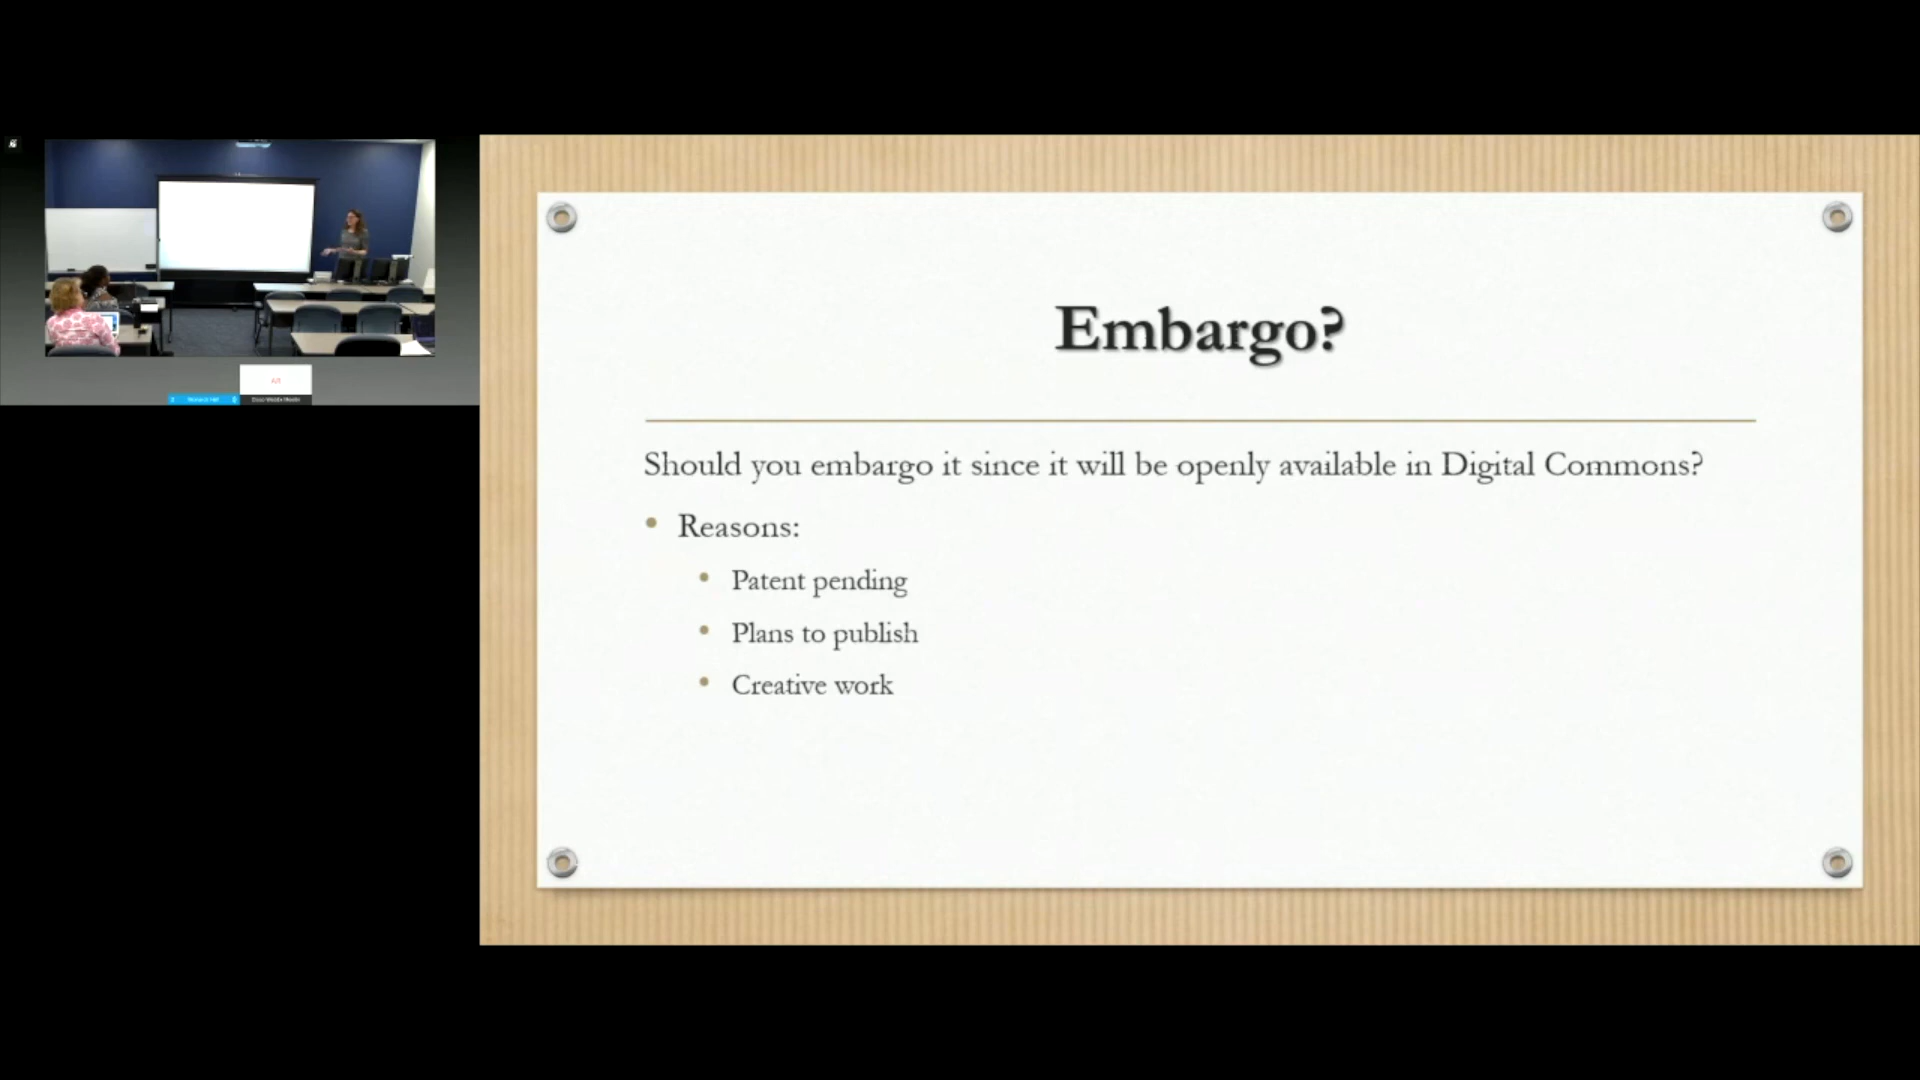 Embargo?
Should you embargo it since it will be openly available in Digital Commons?
Reasons:
Patent pending
Plans to publish
Creative work